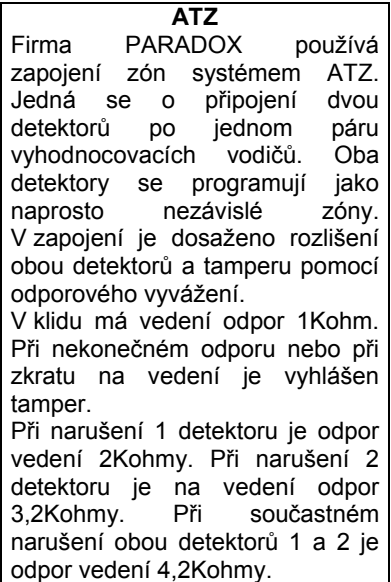 ATZ
Firma PARADOX používá
zapojení zón systémem ATZ.
Jedná se o připojení dvou
detektorů po jednom páru
vyhodnocovacích vodičů. Oba
detektory se programují jako
naprosto nezávislé zóny.
V zapojení je dosaženo rozlišení
obou detektorů a tamperu pomocí
odporového vyvážení.
V klidu má vedení odpor 1Kohm.
Při nekonečném odporu nebo při
zkratu na vedení je vyhlášen
tamper.
Při narušení 1 detektoru je odpor
vedení 2Kohmy. Při narušení 2
detektoru je na vedení odpor
3,2Kohmy. Při součastném
narušení obou detektorů 1 a 2 je
odpor vedení 4,2Kohmy.